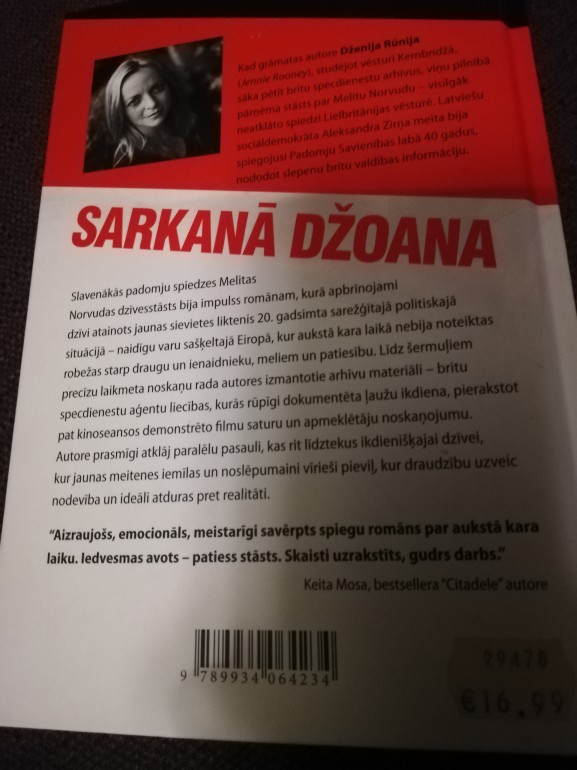 Kad grāmatas autore Dženija Rūnija
(Jennie Rooney), studējot vēsturi Kembridžā,
sāka pētīt britu specdienestu arhīvus, viņu pilnībā
pārņēma stāsts par Melitu Norvudu – visilgāk
neatklāto spiedzi Lielbritānijas vēsturē. Latviešu
sociāldemokrāta Aleksandra Zirņa meita bija
spiegojusi Padomju Savienības labā 40 gadus,
nododot slepenu britu valdības informāciju.
SARKANĀ DŽOANA
Slavenākās padomju spiedzes Melitas
Norvudas dzīvesstāsts bija impulss romānam, kurā apbrīnojami
dzīvi atainots jaunas sievietes liktenis 20. gadsimta sarežģītajā politiskajā
situācijā – naidīgu varu sašķeltajā Eiropā, kur aukstā kara laikā nebija noteiktas
robežas starp draugu un ienaidnieku, meliem un patiesību. Līdz šermuļiem
precīzu laikmeta noskaņu rada autores izmantotie arhīvu materiāli – britu
specdienestu aģentu liecības, kurās rūpīgi dokumentēta ļaužu ikdiena, pierakstot
pat kinoseansos demonstrēto filmu saturu un apmeklētāju noskaņojumu.
Autore prasmīgi atklāj paralēlu pasauli, kas rit līdztekus ikdienišķajai dzīvei,
kur jaunas meitenes iemīlas un noslēpumaini vīrieši pieviļ, kur draudzību uzveic
nodevība un ideāli atduras pret realitāti.
“Aizraujošs, emocionāls, meistarīgi savērpts spiegu romāns par aukstā kara
laiku. Iedvesmas avots – patiess stāsts. Skaisti uzrakstīts, gudrs darbs.”
Keita Mosa, bestsellera “Citadele” autore
9 789934 064234
29478
€16.99